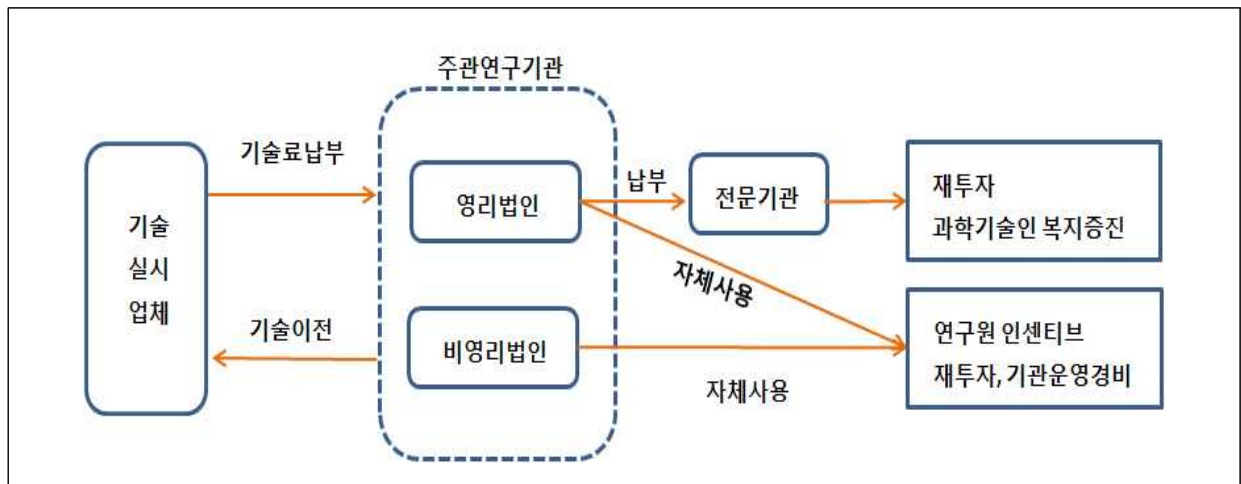 주관연구기관
기술료납부
기술
실시
업체
기술이전
영리법인
비영리법인
납부
전문기관
자체사용
자체사용
재투자
과학기술인 복지증진
연구원 인센티브
재투자, 기관운영경비